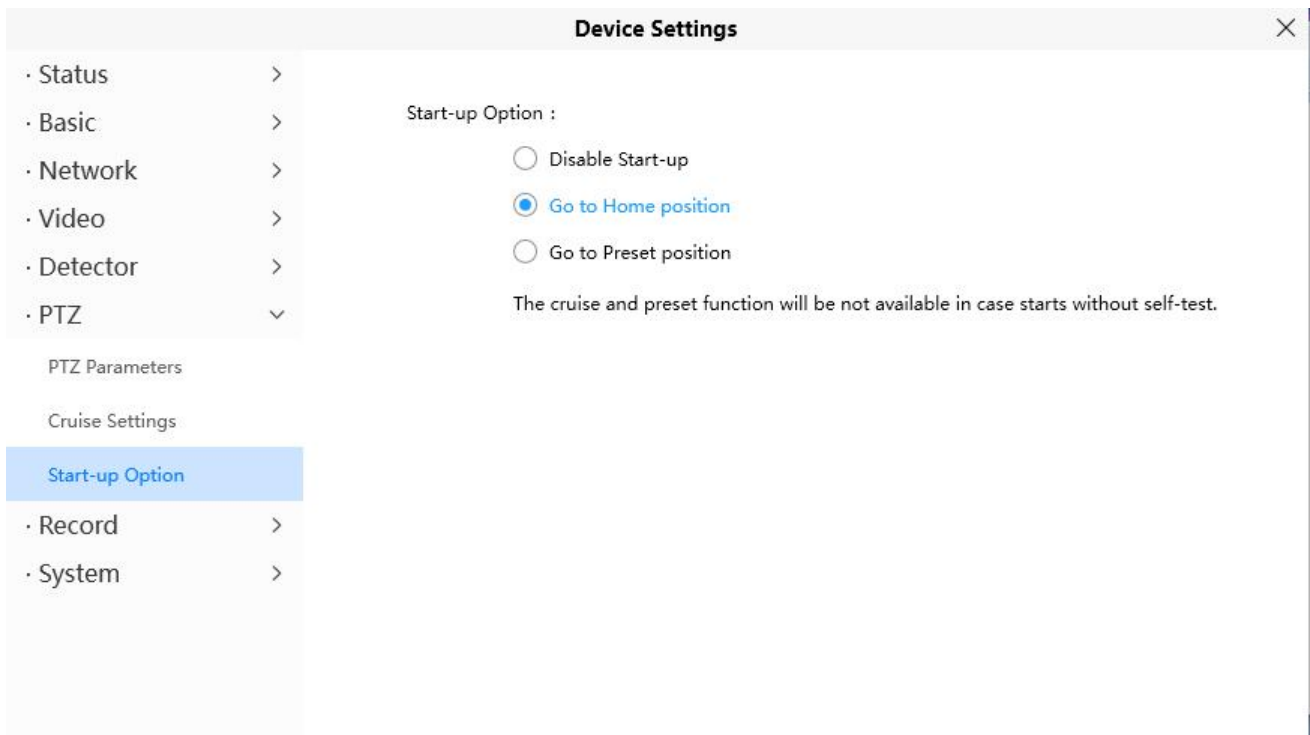 Device Settings
· Status
· Basic
· Network
· Video
· Detector
· PTZ
PTZ Parameters
Cruise Settings
Start-up Option
· Record
· System
Start-up Option :
Disable Start-up
Go to Home position
Go to Preset position
The cruise and preset function will be not available in case starts without self-test.